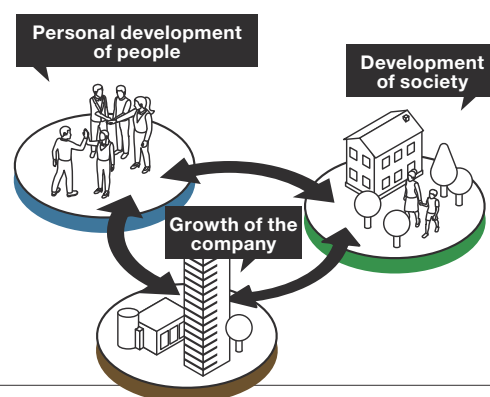 Personal development
of people
Development
of society
Growth of the
company